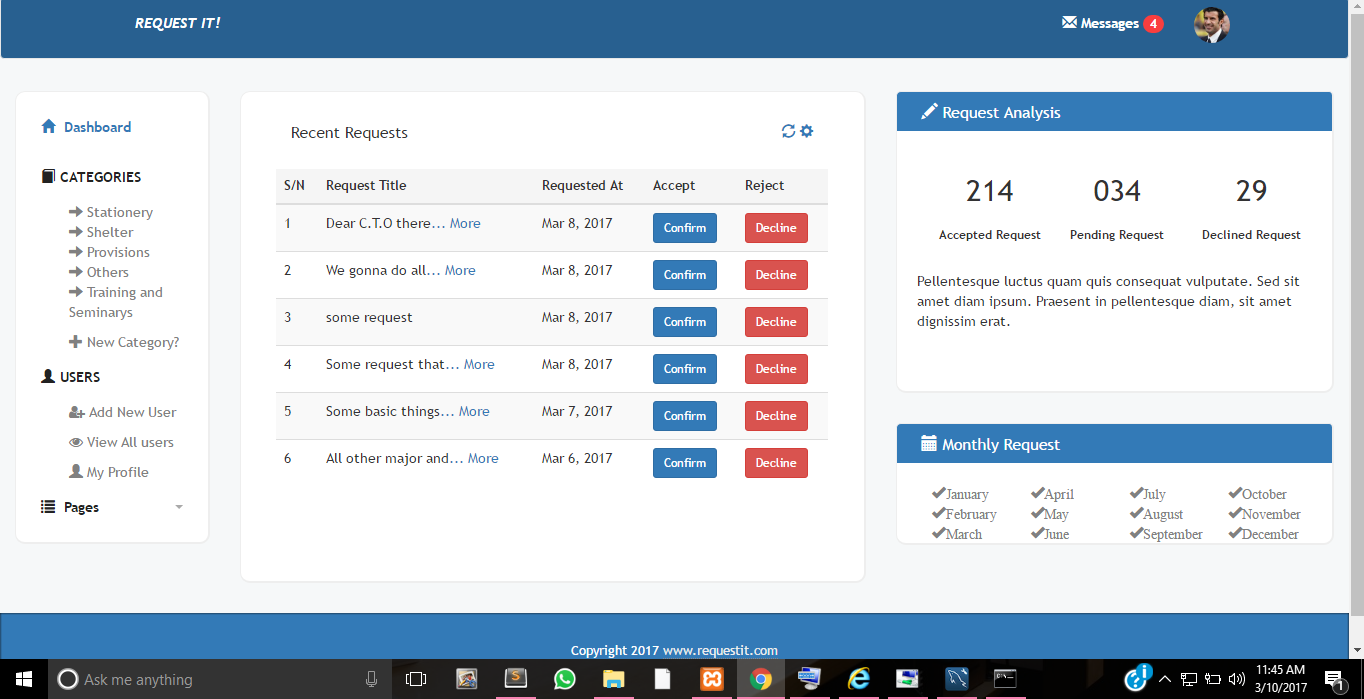 REQUEST IT!
Messages 4
Dashboard
CATEGORIES
Stationery
Shelter
Provisions
Others
Training and
Seminarys
New Category?
USERS
Add New User
View All users
My Profile
Pages
Recent Requests
S/N Request Title Requested At Accept Reject
1 Dear C.T.O there... More Mar 8, 2017 Confirm Decline
2 We gonna do all... More Mar 8, 2017 Confirm Decline
3 some request Mar 8, 2017 Confirm Decline
4 Some request that... More Mar 8, 2017 Confirm Decline
5 Some basic things... More Mar 7, 2017 Confirm Decline
6 All other major and... More Mar 6, 2017 Confirm Decline
Request Analysis
214 034 29
Accepted Request Pending Request Declined Request
Pellentesque luctus quam quis consequat vulputate. Sed sit
amet diam ipsum. Praesent in pellentesque diam, sit amet
dignissim erat.
Monthly Request
January April July October
February May August November
March June September December
Copyright 2017 www.requestit.com
Ask me anything
11:45 AM
3/10/2017
1